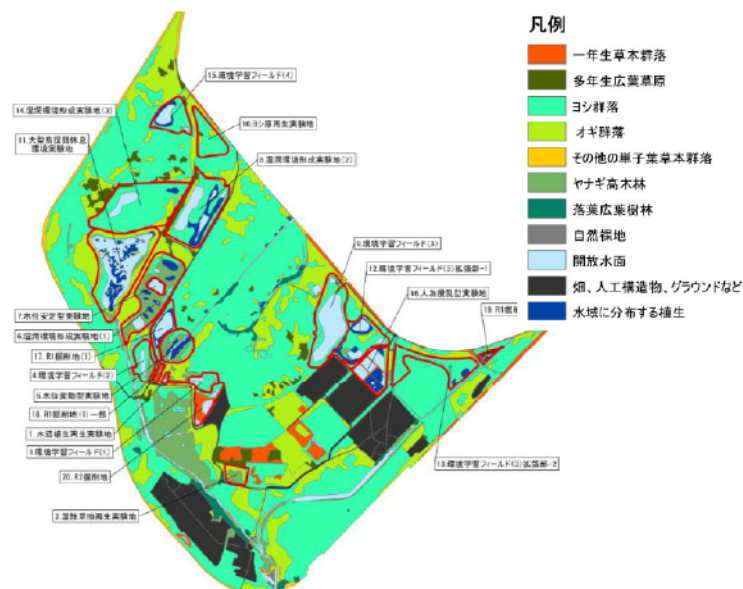 凡例
一年生草本群落
多年生広葉草原
ヨシ群落
オギ群落
その他の単子葉草本群落
ヤナギ高木林
落葉広葉樹林
自然裸地
開放水面
畑、人工構造物、グラウンドなど
水域に分布する植生
15.環境学習フィールド(4)
14.湿潤環境形成実験地(3)
16.ヨシ原再生実験地
11.大型鳥類飛来休息
環境実験地
8.湿潤環境形成実験地(2)
9.環境学習フィールド(3)
12.環境学習フィールド(3)拡張部-1
人為攪乱型実験地
7.水位安定型実験地
6.湿潤環境形成実験地(1)
17.R1掘削地(1)
4.環境学習フィールド(2)
5.水位変動型実験地
18.R1掘削地(1)一部
1.水辺植生再生実験地
3.環境学習フィールド(1)
20.R2掘削地
2.湿性草地再生実験地
13.環境学習フィールド(3)拡張部-2
19.R1掘削